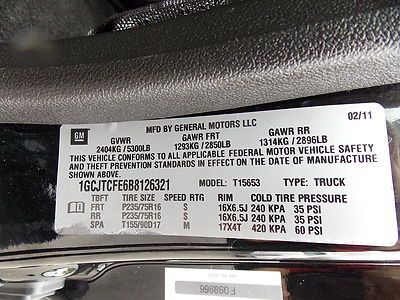 GM
MFD BY GENERAL MOTORS LLC
02/11
GVWR GAWR FRT GAWR RR
2404KG/5300LB 1293KG/2850LB 1314KG/2896LB
THIS VEHICLE CONFORMS TO ALL APPLICABLE FEDERAL MOTOR VEHICLE SAFETY
AND THEFT PREVENTION STANDARDS IN EFFECT ON THE DATE OF MANUFACTURE
SHOWN ABOVE.
1GCJTCFE6B8126321 MODEL: T15653 TYPE: TRUCK
TBFT TIRE SIZE SPEED RTG RIM COLD TIRE PRESSURE
FRT P235/75R16 S 16X6.5J 240 KPA 35 PSI
RR P235/75R16 S 16X6.5J 240 KPA 35 PSI
SPA T155/90D17 M 17X4T 420 KPA 60 PSI
F098966